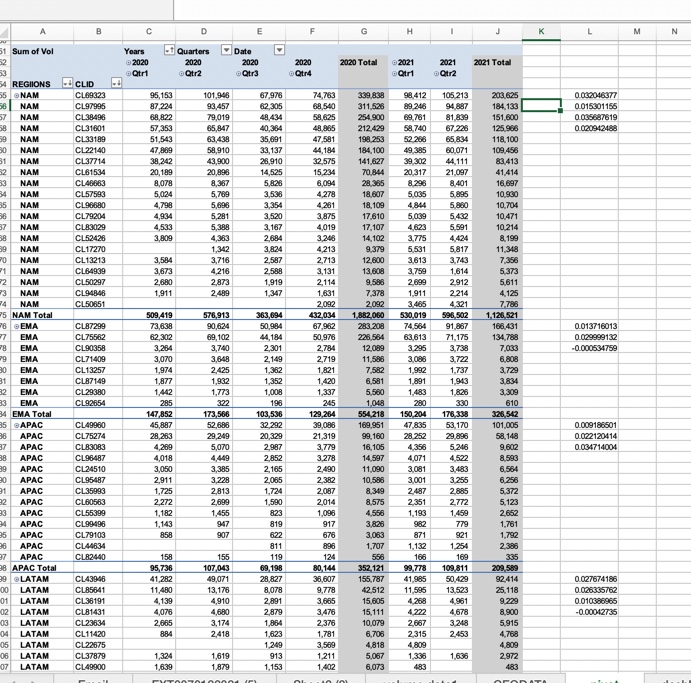 A B C D E F G H I J K L M N
51 Sum of Vol Years Quarters Date
52 2020 2020 2020 2020 2020 Total 2021 2021 2021 Total
53 Qtr1 Qtr2 Qtr3 Qtr4 Qtr1 Qtr2
54 REGIIONS CLID
55 NAM CL69323 95,153 101,946 67,976 74,763 339,838 98,412 105,213 203,625 0.032046377
56 NAM CL97995 87,224 93,457 62,305 68,540 311,526 89,246 94,887 184,133 0.015301155
57 NAM CL38496 68,822 79,019 48,434 58,625 254,900 69,761 81,839 151,600 0.035687619
58 NAM CL31601 57,353 65,847 40,364 48,865 212,429 58,740 67,226 125,966 0.020942488
59 NAM CL33189 51,543 63,438 35,691 47,581 198,253 52,266 65,834 118,100
60 NAM CL22140 47,869 58,910 33,137 44,184 184,100 49,385 60,071 109,456
61 NAM CL37714 38,242 43,900 26,910 32,575 141,627 39,302 44,111 83,413
62 NAM CL61534 20,189 20,896 14,525 15,234 70,844 20,317 21,097 41,414
63 NAM CL46663 8,078 8,367 5,826 6,094 28,365 8,296 8,401 16,697
64 NAM CL57593 5,024 5,769 3,536 4,278 18,607 5,035 5,895 10,930
65 NAM CL96680 4,798 5,696 3,354 4,261 18,109 4,844 5,860 10,704
66 NAM CL79204 4,934 5,281 3,520 3,875 17,610 5,039 5,432 10,471
67 NAM CL83029 4,533 5,388 3,167 4,019 17,107 4,623 5,591 10,214
68 NAM CL52426 3,809 4,363 2,684 3,246 14,102 3,775 4,424 8,199
69 NAM CL17270 1,342 3,824 4,213 9,379 5,531 5,817 11,348
70 NAM CL13213 3,584 3,716 2,587 2,713 12,600 3,613 3,743 7,356
71 NAM CL64939 3,673 4,216 2,588 3,131 13,608 3,759 1,614 5,373
72 NAM CL50297 2,680 2,873 1,919 2,114 9,586 2,699 2,912 5,611
73 NAM CL94846 1,911 2,489 1,347 1,631 7,378 1,911 2,214 4,125
74 NAM CL50651 2,092 2,092 3,465 4,321 7,786
75 NAM Total 509,419 576,913 363,694 432,034 1,882,060 530,019 596,502 1,126,521
76 EMA CL87299 73,638 90,624 50,984 67,962 283,208 74,564 91,867 166,431 0.013716013
77 EMA CL75562 62,302 69,102 44,184 50,976 226,564 63,613 71,175 134,788 0.029999132
78 EMA CL90358 3,264 3,740 2,301 2,784 12,089 3,295 3,738 7,033 -0.000534759
79 EMA CL71409 3,070 3,648 2,149 2,719 11,586 3,086 3,722 6,808
80 EMA CL13257 1,974 2,425 1,362 1,821 7,582 1,992 1,737 3,729
81 EMA CL87149 1,877 1,932 1,352 1,420 6,581 1,891 1,943 3,834
82 EMA CL29380 1,442 1,773 1,008 1,337 5,560 1,483 1,826 3,309
83 EMA CL92654 285 322 196 245 1,048 280 330 610
84 EMA Total 147,852 173,566 103,536 129,264 554,218 150,204 176,338 326,542
85 APAC CL49960 45,887 52,686 32,292 39,086 169,951 47,835 53,170 101,005 0.009186501
86 APAC CL75274 28,263 29,249 20,329 21,319 99,160 28,252 29,896 58,148 0.022120414
87 APAC CL83083 4,269 5,070 2,987 3,779 16,105 4,356 5,246 9,602 0.034714004
88 APAC CL96487 4,018 4,449 2,852 3,278 14,597 4,071 4,522 8,593
89 APAC CL24510 3,050 3,385 2,165 2,490 11,090 3,081 3,483 6,564
90 APAC CL95487 2,911 3,228 2,065 2,382 10,586 3,001 3,255 6,256
91 APAC CL35993 1,725 2,813 1,724 2,087 8,349 2,487 2,885 5,372
92 APAC CL60563 2,272 2,699 1,590 2,014 8,575 2,351 2,772 5,123
93 APAC CL55399 1,182 1,455 823 1,096 4,556 1,193 1,459 2,652
94 APAC CL99496 1,143 947 819 917 3,826 982 779 1,761
95 APAC CL79103 858 907 622 676 3,063 871 921 1,792
96 APAC CL44634 811 896 1,707 1,132 1,254 2,386
97 APAC CL82440 158 155 119 124 556 166 169 335
98 APAC Total 95,736 107,043 69,198 80,144 352,121 99,778 109,811 209,589
99 LATAM CL43946 41,282 49,071 28,827 36,607 155,787 41,985 50,429 92,414 0.027674186
00 LATAM CL85641 11,480 13,276 8,078 9,778 42,512 11,595 13,523 25,118 0.026335762
01 LATAM CL36191 4,139 4,910 2,891 3,665 15,605 4,268 4,961 9,229 0.010386965
02 LATAM CL81431 4,076 4,680 2,879 3,476 15,111 4,222 4,678 8,900 -0.00042735
03 LATAM CL23634 2,665 3,174 1,864 2,376 10,079 2,667 3,248 5,915
04 LATAM CL11420 884 2,418 1,623 1,781 6,706 2,315 2,453 4,768
05 LATAM CL22675 1,249 3,569 4,818 4,809 4,809
06 LATAM CL37879 1,324 1,619 913 1,211 5,067 1,336 1,636 2,972
07 LATAM CL49900 1,639 1,879 1,153 1,402 6,073 483 483